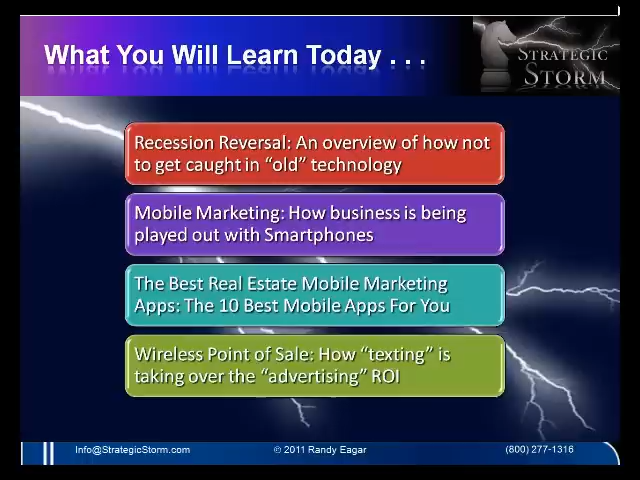 What You Will Learn Today . . .
STRATEGIC
STORM
Recession Reversal: An overview of how not
to get caught in “old” technology
Mobile Marketing: How business is being
played out with Smartphones
The Best Real Estate Mobile Marketing
Apps: The 10 Best Mobile Apps For You
Wireless Point of Sale: How “texting” is
taking over the “advertising” ROI
Info@StrategicStorm.com
© 2011 Randy Eagar
(800) 277-1316